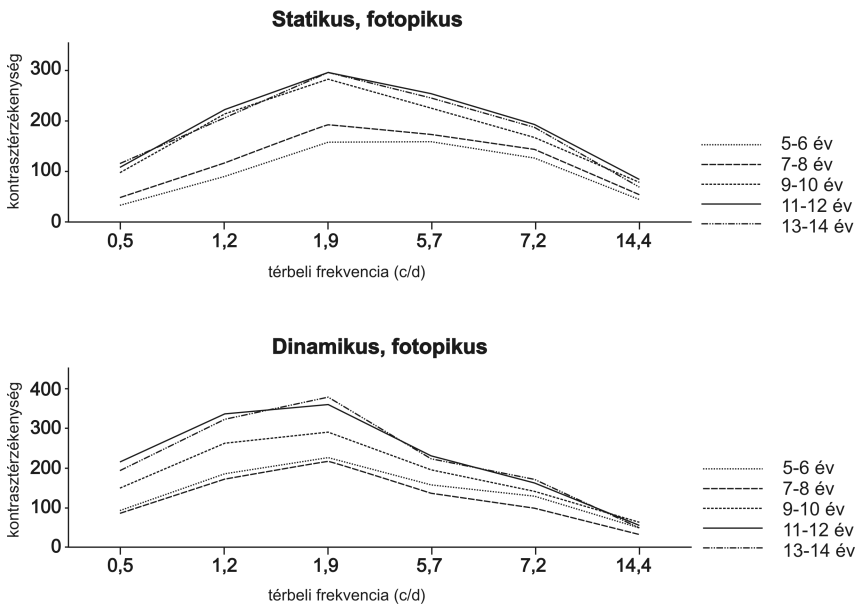 Statikus, fotopikus
kontrasztérzékenység
300
200
100
0
0,5 1,2 1,9 5,7 7,2 14,4
térbeli frekvencia (c/d)
5-6 év
7-8 év
9-10 év
11-12 év
13-14 év
Dinamikus, fotopikus
kontrasztérzékenység
400
300
200
100
0
0,5 1,2 1,9 5,7 7,2 14,4
térbeli frekvencia (c/d)
5-6 év
7-8 év
9-10 év
11-12 év
13-14 év